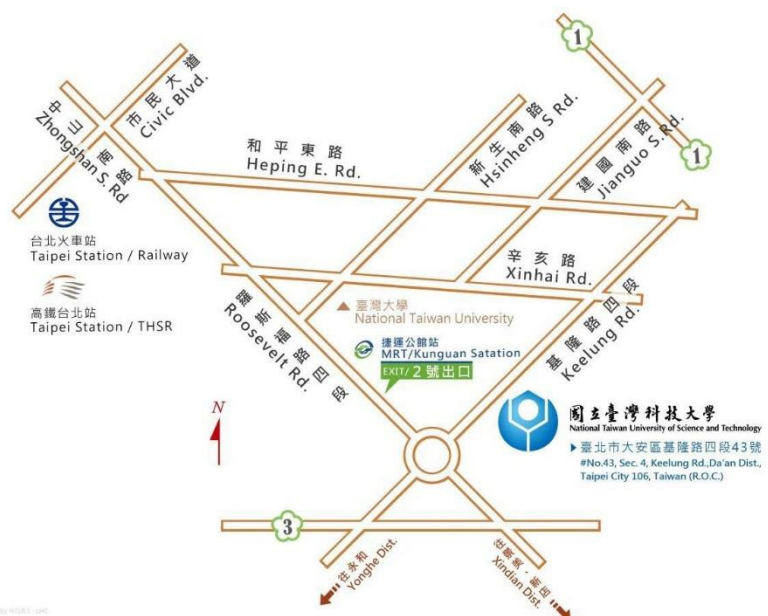 1
市民大道
Civic Blvd.
中山南路
Zhongshan S. Rd
和平東路
Heping E. Rd.
新生南路
Hsinheng S Rd.
建國南路
Jianguo S.Rd.
1
台北火車站
Taipei Station / Railway
高鐵台北站
Taipei Station / THSR
辛亥路
Xinhai Rd.
羅斯福路四段
Roosevelt Rd.
臺灣大學
National Taiwan University
捷運公館站
MRT/Kunguan Satation
EXIT/ 2 號出口
基隆路四段
Keelung Rd.
N
國立臺灣科技大學
National Taiwan University of Science and Technology
臺北市大安區基隆路四段43號
#No.43, Sec. 4, Keelung Rd.,Da'an Dist.,
Taipei City 106, Taiwan (R.O.C.)
3
往永和
Yonghe Dist.
往景美、新店
Xindian Dist.